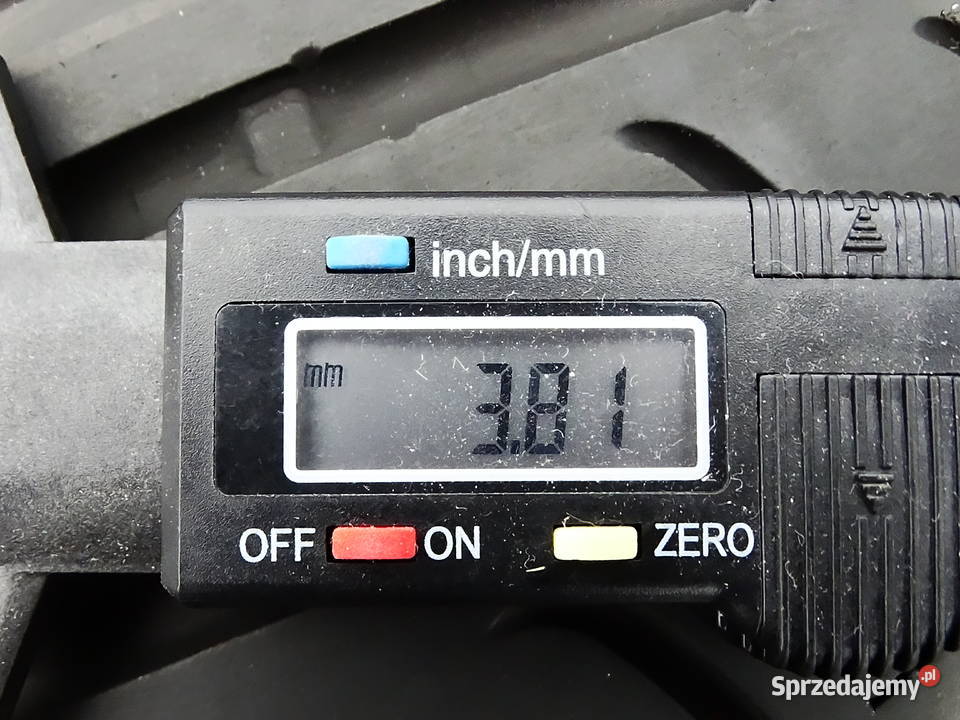 inch/mm
mm 3.81
OFF ON ZERO
Sprzedajemy.pl